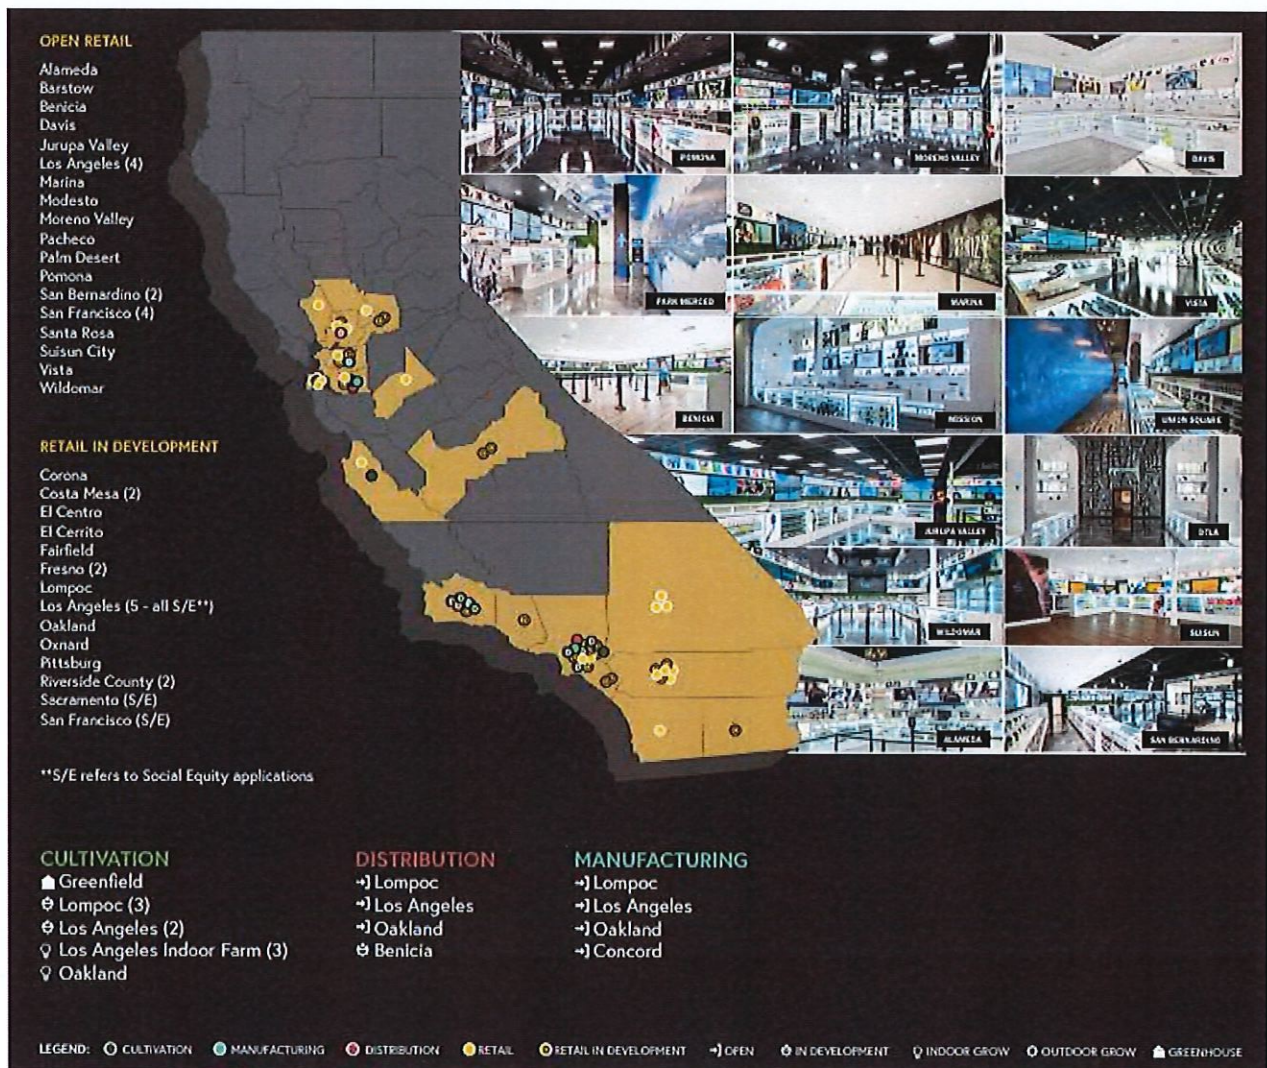 OPEN RETAIL
Alameda
Barstow
Benicia
Davis
Jurupa Valley
Los Angeles (4)
Marina
Modesto
Moreno Valley
Pacheco
Palm Desert
Pomona
San Bernardino (2)
San Francisco (4)
Santa Rosa
Suisun City
Vista
Wildomar
RETAIL IN DEVELOPMENT
Corona
Costa Mesa (2)
El Centro
El Cerrito
Fairfield
Fresno (2)
Lompoc
Los Angeles (5 - all S/E**)
Oakland
Oxnard
Pittsburg
Riverside County (2)
Sacramento (S/E)
San Francisco (S/E)
**S/E refers to Social Equity applications
POMONA
MORENO VALLEY
DAVIS
PARK MERCED
MARINA
VISTA
BENICIA
MISSION
UNION SQUARE
JURUPA VALLEY
DTLA
WILDOMAR
SUISUN
ALAMEDA
SAN BERNARDINO
CULTIVATION
Greenfield
Lompoc (3)
Los Angeles (2)
Los Angeles Indoor Farm (3)
Oakland
DISTRIBUTION
Lompoc
Los Angeles
Oakland
Benicia
MANUFACTURING
Lompoc
Los Angeles
Oakland
Concord
LEGEND: CULTIVATION MANUFACTURING DISTRIBUTION RETAIL RETAIL IN DEVELOPMENT OPEN IN DEVELOPMENT INDOOR GROW OUTDOOR GROW GREENHOUSE